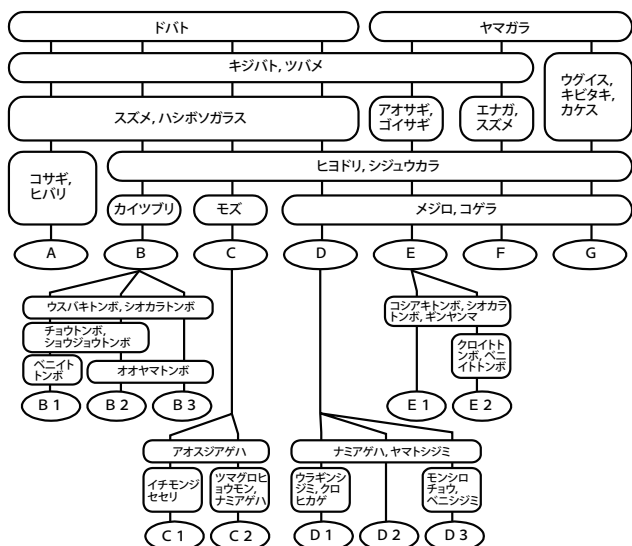 ドバト
ヤマガラ
キジバト, ツバメ
ウグイス,
キビタキ,
カケス
スズメ, ハシボソガラス
アオサギ,
ゴイサギ
エナガ,
スズメ
コサギ,
ヒバリ
ヒヨドリ, シジュウカラ
カイツブリ
モズ
メジロ, コゲラ
A
B
C
D
E
F
G
ウスバキトンボ, シオカラトンボ
チョウトンボ,
ショウジョウトンボ
ベニイト
トンボ
オオヤマトンボ
B 1
B 2
B 3
コシアキトンボ, シオカラ
トンボ, ギンヤンマ
クロイトト
ンボ, ベニ
イトトンボ
E 1
E 2
アオスジアゲハ
イチモンジ
セセリ
ツマグロヒ
ョウモン,
ナミアゲハ
C 1
C 2
ナミアゲハ, ヤマトシジミ
ウラギンシ
ジミ, クロ
ヒカゲ
モンシロ
チョウ,
ベニシジミ
D 1
D 2
D 3